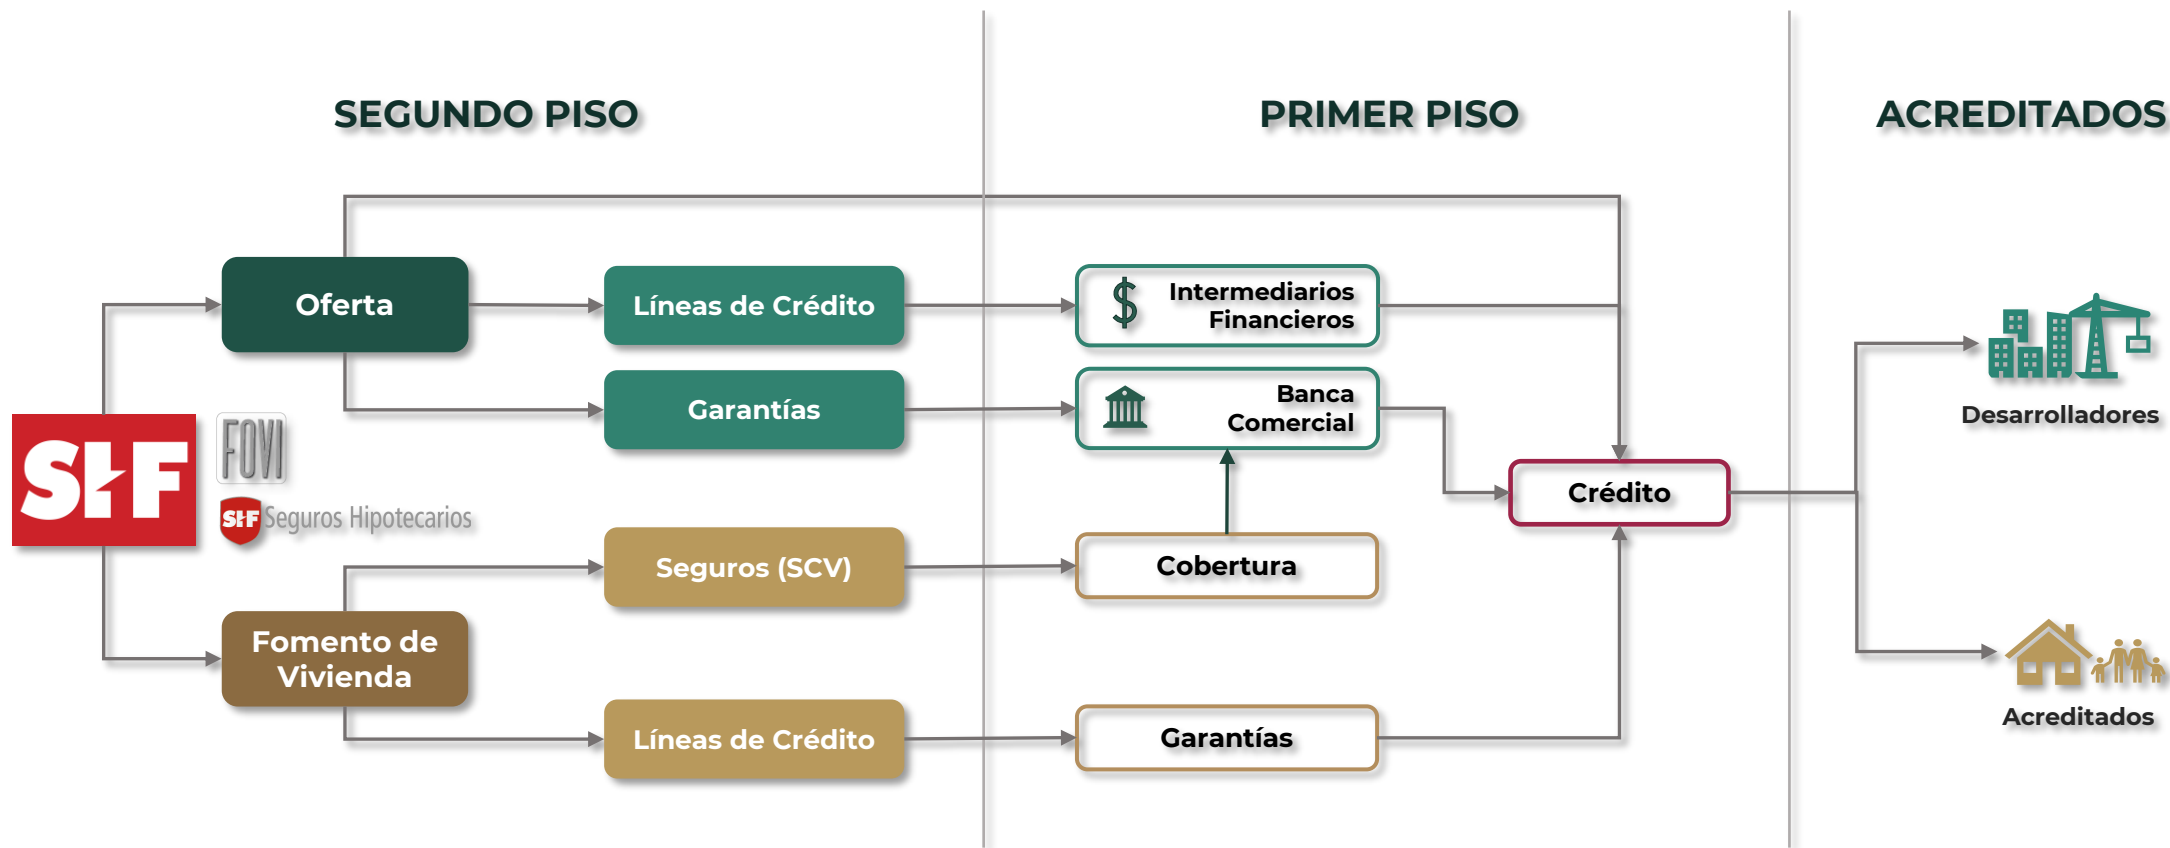 SEGUNDO PISO
PRIMER PISO
ACREDITADOS
Oferta
Líneas de Crédito
$ Intermediarios
Financieros
Garantías
Banca
Comercial
Desarrolladores
SHF
FOVI
SHF Seguros Hipotecarios
Crédito
Seguros (SCV)
Cobertura
Fomento de
Vivienda
Líneas de Crédito
Garantías
Acreditados